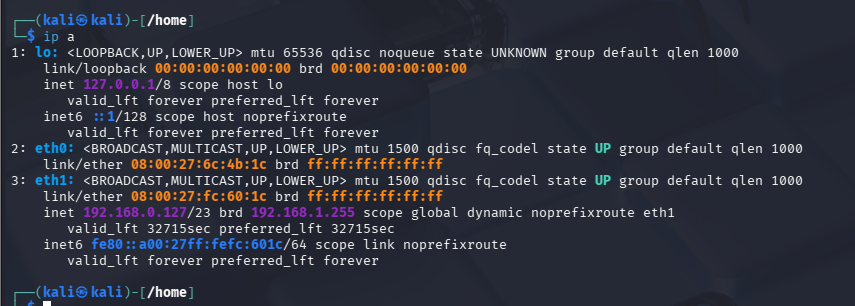 ┌──(kali㉿kali)-[/home]
└─$ ip a
1: lo: <LOOPBACK,UP,LOWER_UP> mtu 65536 qdisc noqueue state UNKNOWN group default qlen 1000
    link/loopback 00:00:00:00:00:00 brd 00:00:00:00:00:00
    inet 127.0.0.1/8 scope host lo
       valid_lft forever preferred_lft forever
    inet6 ::1/128 scope host noprefixroute
       valid_lft forever preferred_lft forever
2: eth0: <BROADCAST,MULTICAST,UP,LOWER_UP> mtu 1500 qdisc fq_codel state UP group default qlen 1000
    link/ether 08:00:27:6c:4b:1c brd ff:ff:ff:ff:ff:ff
3: eth1: <BROADCAST,MULTICAST,UP,LOWER_UP> mtu 1500 qdisc fq_codel state UP group default qlen 1000
    link/ether 08:00:27:fc:60:1c brd ff:ff:ff:ff:ff:ff
    inet 192.168.0.127/23 brd 192.168.1.255 scope global dynamic noprefixroute eth1
       valid_lft 32715sec preferred_lft 32715sec
    inet6 fe80::a00:27ff:fefc:601c/64 scope link noprefixroute
       valid_lft forever preferred_lft forever
┌──(kali㉿kali)-[/home]
└─$